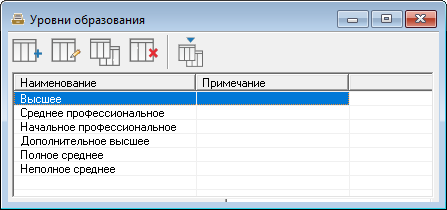 Уровни образования
Наименование Примечание
Высшее
Среднее профессиональное
Начальное профессиональное
Дополнительное высшее
Полное среднее
Неполное среднее